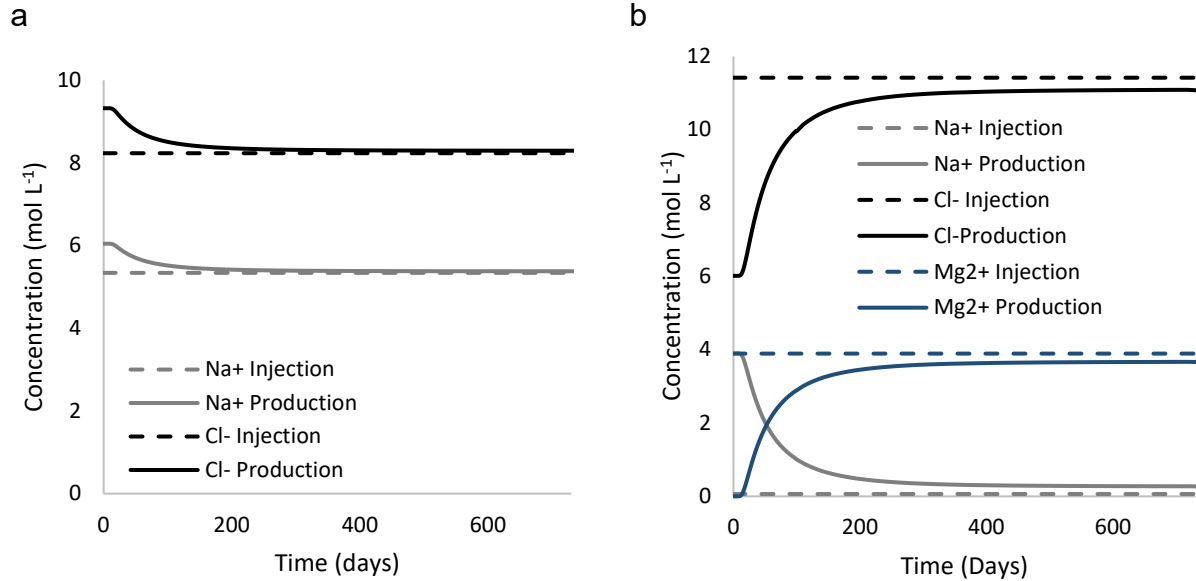 a
Concentration (mol L-1)
10
8
6
4
2
0
Na+ Injection
Na+ Production
Cl- Injection
Cl- Production
0 200 400 600
Time (days)
b
Concentration (mol L-1)
12
10
8
6
4
2
0
Na+ Injection
Na+ Production
Cl- Injection
Cl-Production
Mg2+ Injection
Mg2+ Production
0 200 400 600
Time (Days)